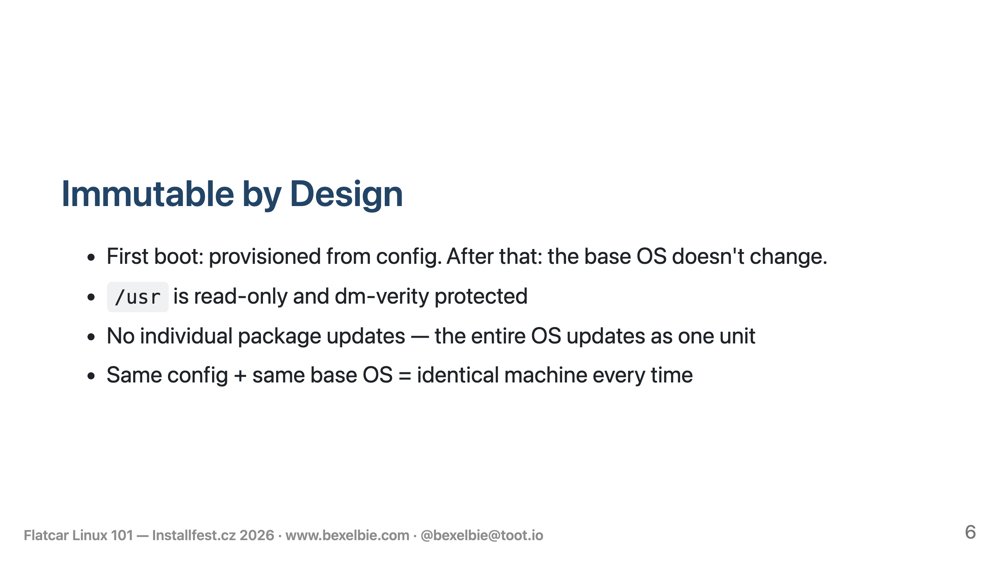 Immutable by Design
• First boot: provisioned from config. After that: the base OS doesn't change.
• /usr is read-only and dm-verity protected
• No individual package updates — the entire OS updates as one unit
• Same config + same base OS = identical machine every time
Flatcar Linux 101 — Installfest.cz 2026 · www.bexelbie.com · @bexelbie@toot.io
6